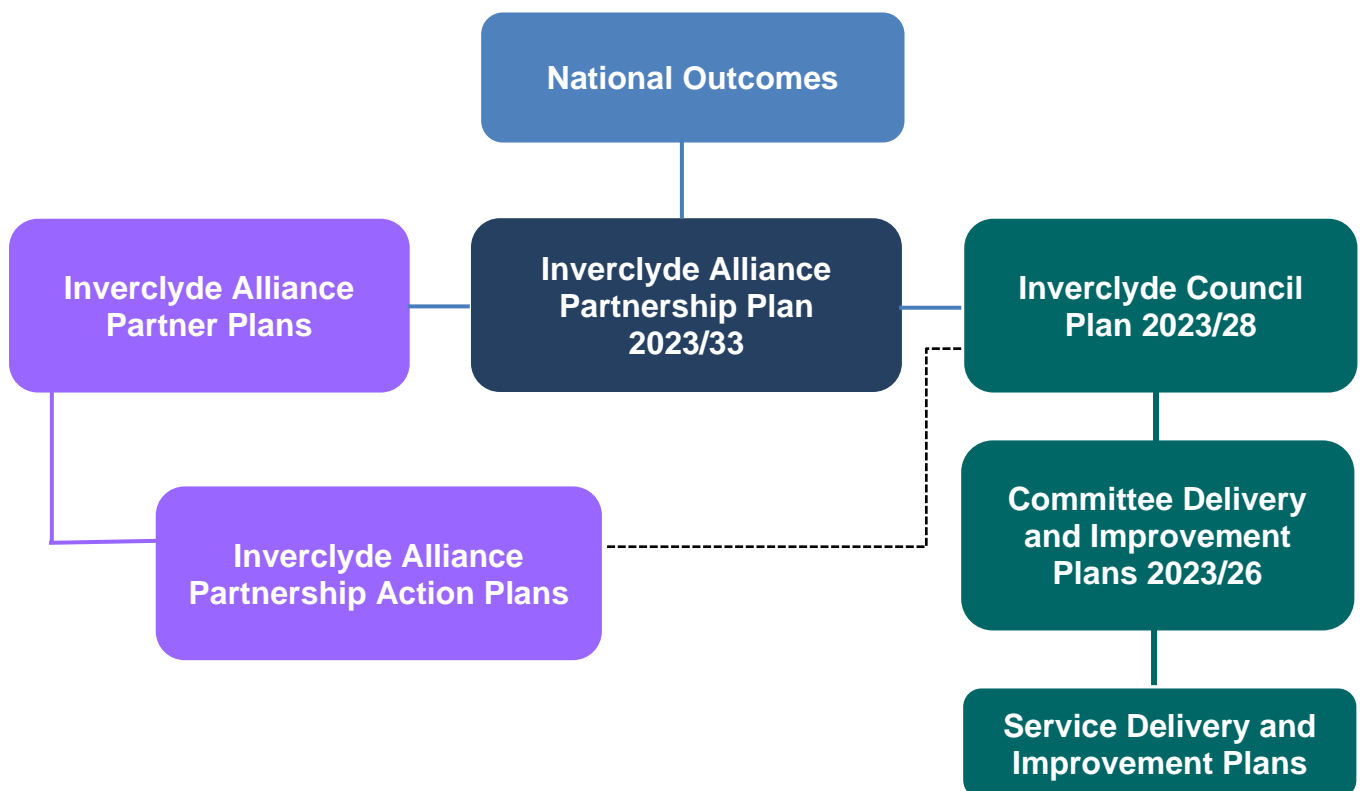 National Outcomes
Inverclyde Alliance
Partner Plans
Inverclyde Alliance
Partnership Plan
2023/33
Inverclyde Council
Plan 2023/28
Inverclyde Alliance
Partnership Action Plans
Committee Delivery
and Improvement
Plans 2023/26
Service Delivery and
Improvement Plans